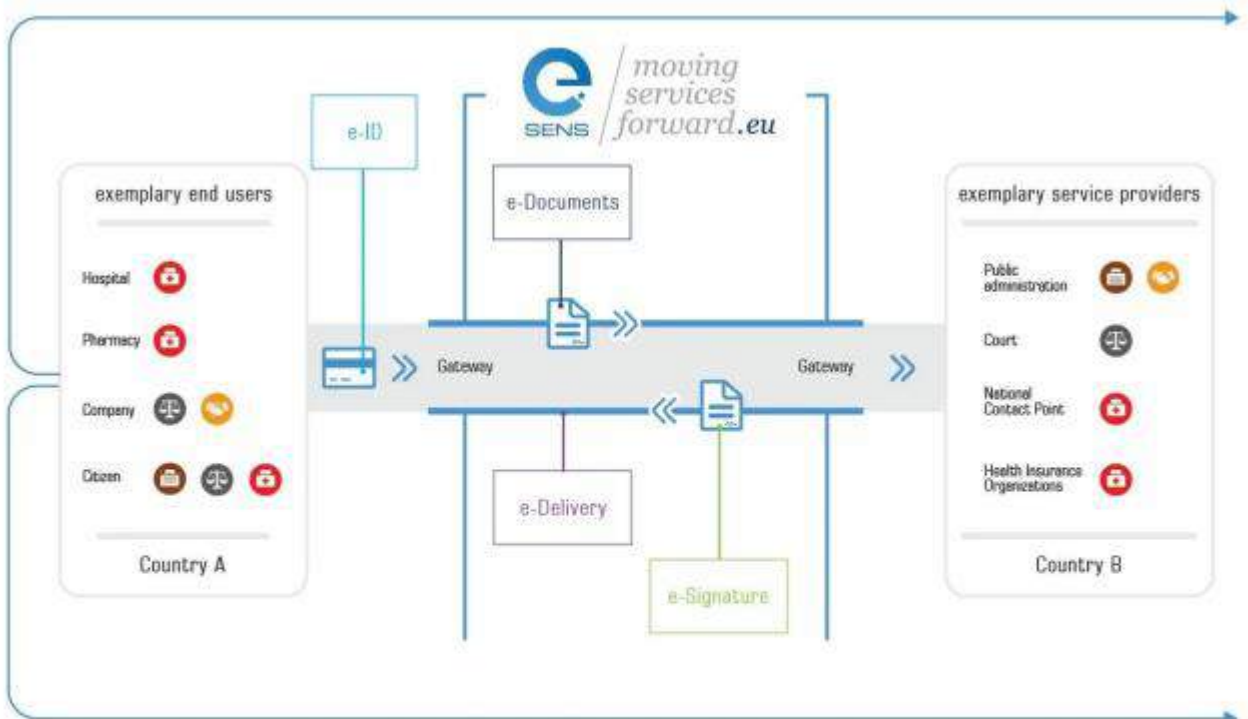 e
SENS
moving
services
forward.eu
e-ID
exemplary end users
e-Documents
exemplary service providers
Hospital
Public
administration
Pharmacy
Court
Gateway
Gateway
Company
National
Contact Point
Citizen
Health Insurance
Organizations
e-Delivery
Country A
Country B
e-Signature